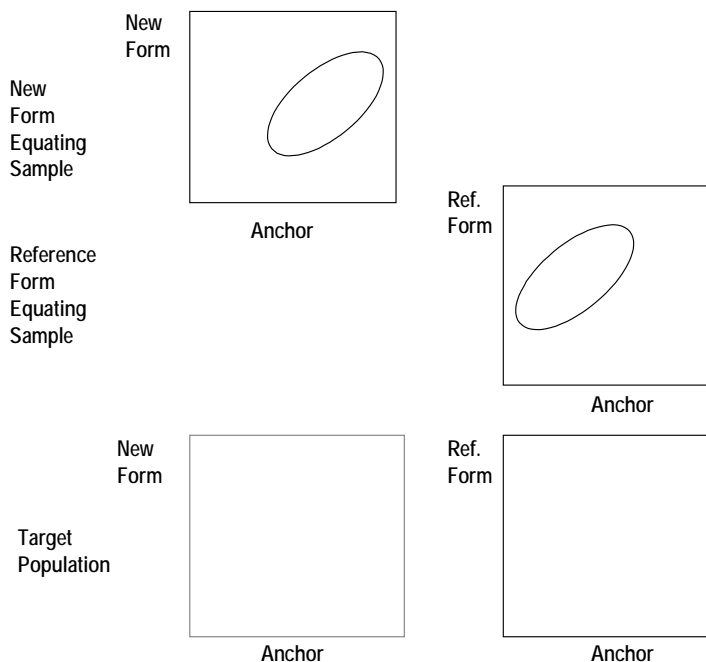 New
Form
New
Form
Equating
Sample
Anchor
Ref.
Form
Reference
Form
Equating
Sample
Anchor
New
Form
Ref.
Form
Target
Population
Anchor
Anchor